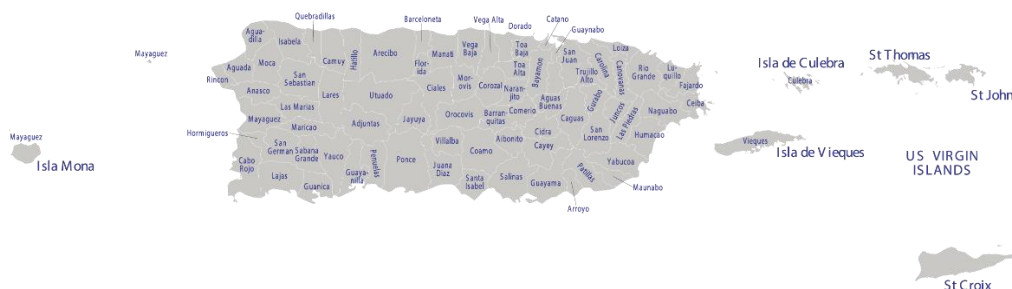 Quebradillas
Barceloneta
Vega Alta
Dorado
Catano
Guaynabo
Agua-
dilla
Isabela
Camuy
Hatillo
Arecibo
Manati
Vega
Baja
Toa
Baja
San
Juan
Loiza
Mayaguez
Aguada
Moca
San
Sebastian
Flor-
ida
Ciales
Mor-
ovis
Corozal
Toa
Alta
Naran-
jito
Bayamon
Trujillo
Alto
Carolina
Canovanas
Rio
Grande
Lu-
quillo
Fajardo
Isla de Culebra
Culebra
St Thomas
St John
Rincon
Anasco
Las Marias
Lares
Utuado
Aguas
Buenas
Gurabo
Juncos
Las Piedras
Naguabo
Ceiba
Mayaguez
Maricao
Adjuntas
Jayuya
Orocovis
Barran-
quitas
Comerio
Caguas
San
Lorenzo
Humacao
Mayaguez
Isla Mona
Hormigueros
Cabo
Rojo
San
German
Sabana
Grande
Yauco
Guaya-
nilla
Penuelas
Ponce
Villalba
Juana
Diaz
Coamo
Aibonito
Cidra
Cayey
Yabucoa
Vieques
Isla de Vieques
US VIRGIN
ISLANDS
Lajas
Guanica
Santa
Isabel
Salinas
Guayama
Patillas
Maunabo
Arroyo
St Croix